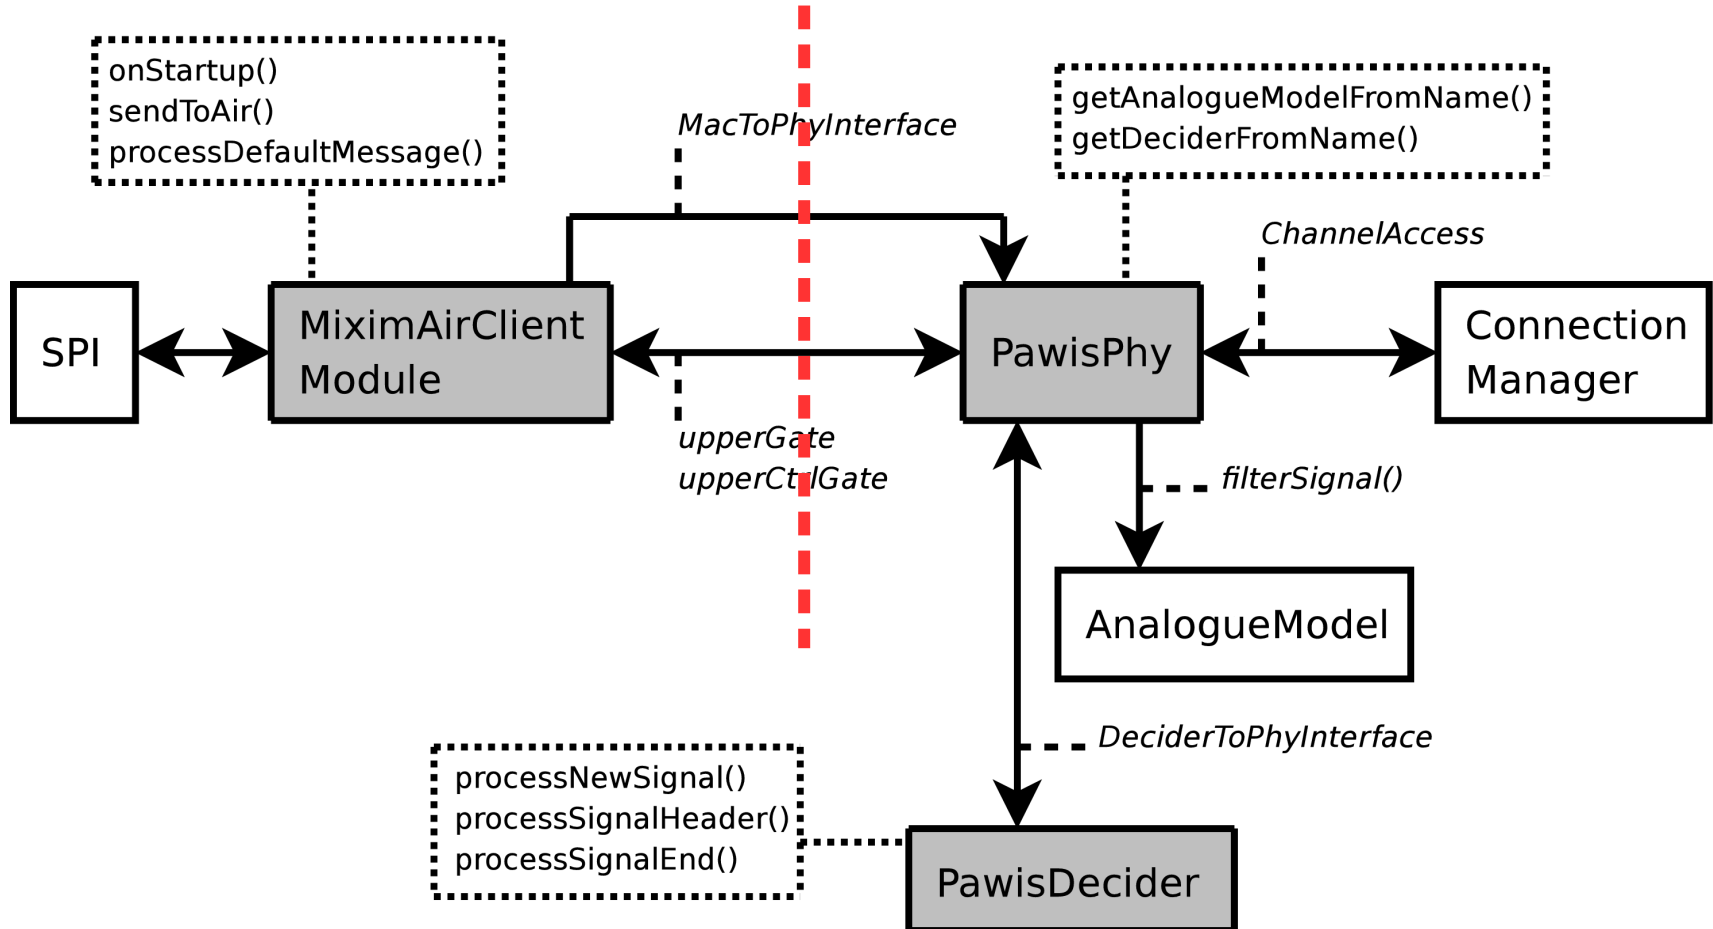 onStartup()
sendToAir()
processDefaultMessage()
MacToPhyInterface
getAnalogueModelFromName()
getDeciderFromName()
ChannelAccess
SPI
MiximAirClient
Module
PawisPhy
Connection
Manager
upperGate
upperCtrlGate
filterSignal()
AnalogueModel
DeciderToPhyInterface
processNewSignal()
processSignalHeader()
processSignalEnd()
PawisDecider